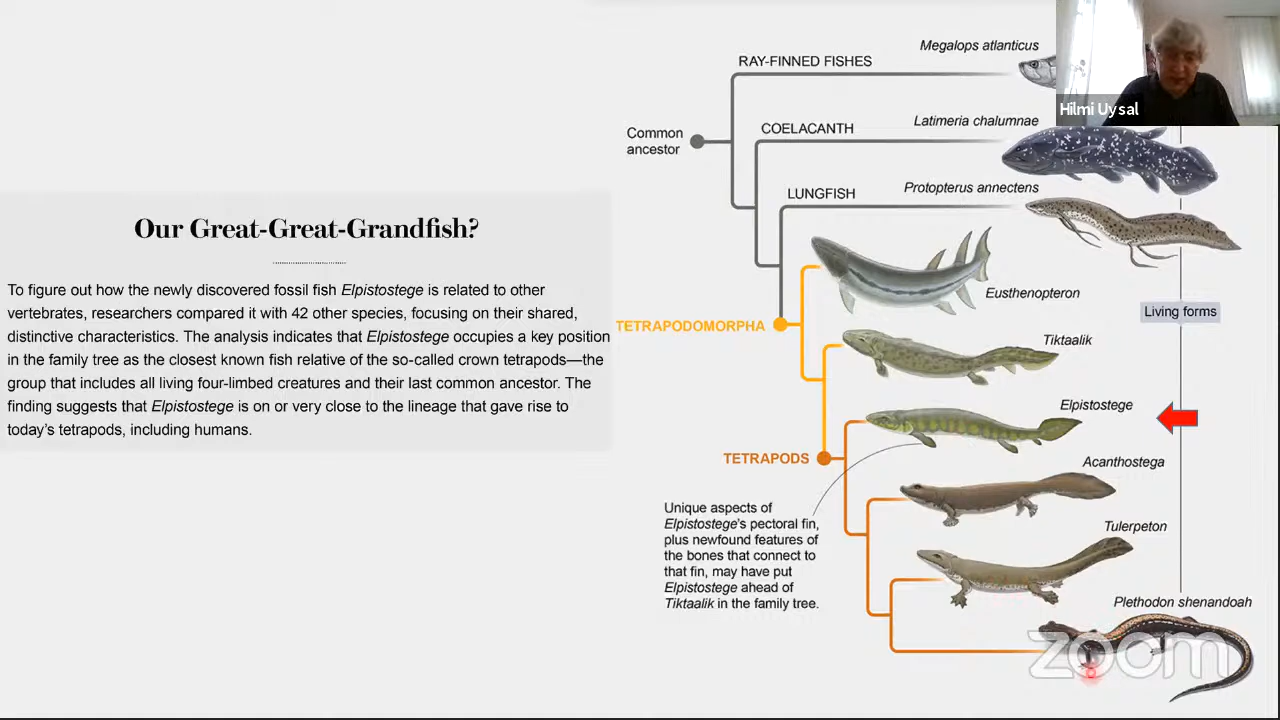 Our Great-Great-Grandfish?
To figure out how the newly discovered fossil fish Elpistostege is related to other
vertebrates, researchers compared it with 42 other species, focusing on their shared,
distinctive characteristics. The analysis indicates that Elpistostege occupies a key position
in the family tree as the closest known fish relative of the so-called crown tetrapods—the
group that includes all living four-limbed creatures and their last common ancestor. The
finding suggests that Elpistostege is on or very close to the lineage that gave rise to
today's tetrapods, including humans.
Common
ancestor
RAY-FINNED FISHES
Megalops atlanticus
COELACANTH
Latimeria chalumnae
LUNGFISH
Protopterus annectens
TETRAPODOMORPHA
Eusthenopteron
Living forms
Tiktaalik
Elpistostege
TETRAPODS
Acanthostega
Unique aspects of
Elpistostege's pectoral fin,
plus newfound features of
the bones that connect to
that fin, may have put
Elpistostege ahead of
Tiktaalik in the family tree.
Tulerpeton
Plethodon shenandoah
Hilmi Uysal
zoom